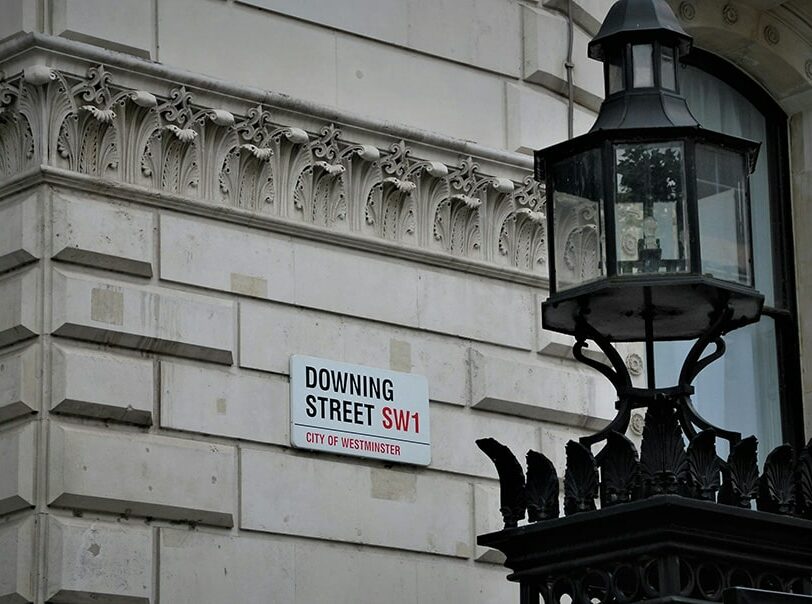 DOWNING
STREET SW1
CITY OF WESTMINSTER